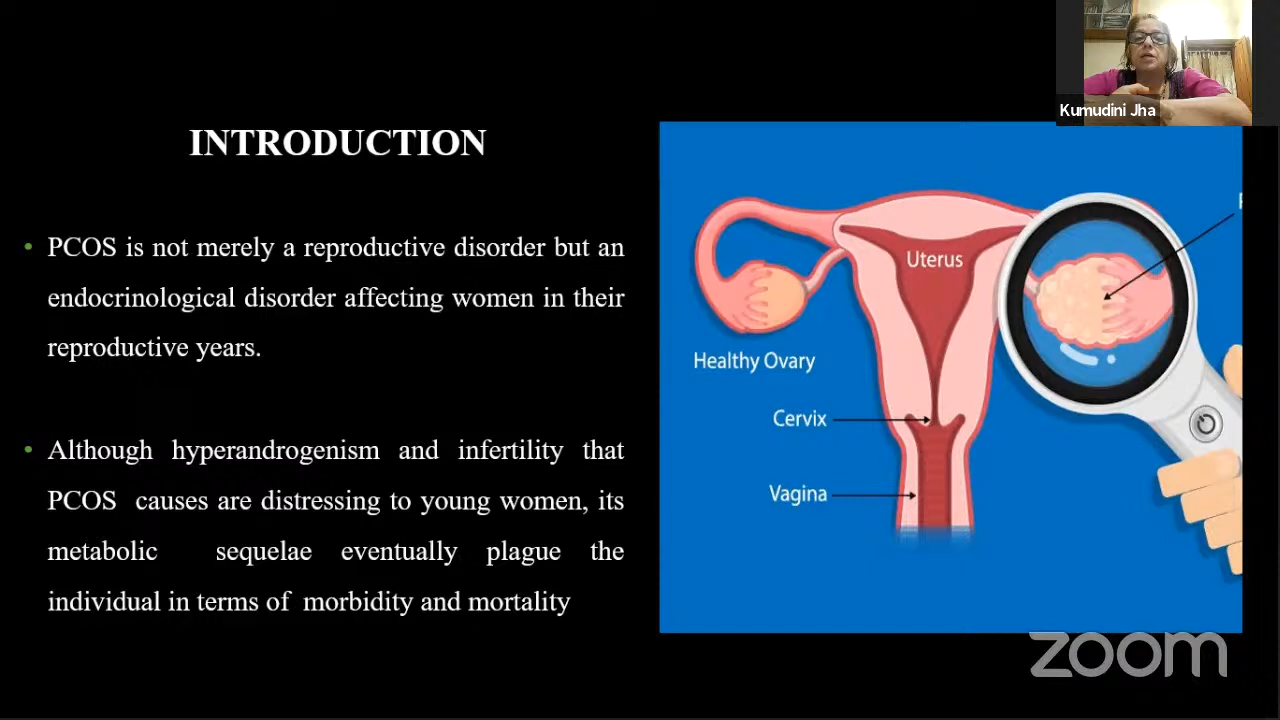 Kumudini Jha
INTRODUCTION
• PCOS is not merely a reproductive disorder but an
endocrinological disorder affecting women in their
reproductive years.
• Although hyperandrogenism and infertility that
PCOS causes are distressing to young women, its
metabolic sequelae eventually plague the
individual in terms of morbidity and mortality
Uterus
Healthy Ovary
Cervix
Vagina
zoom